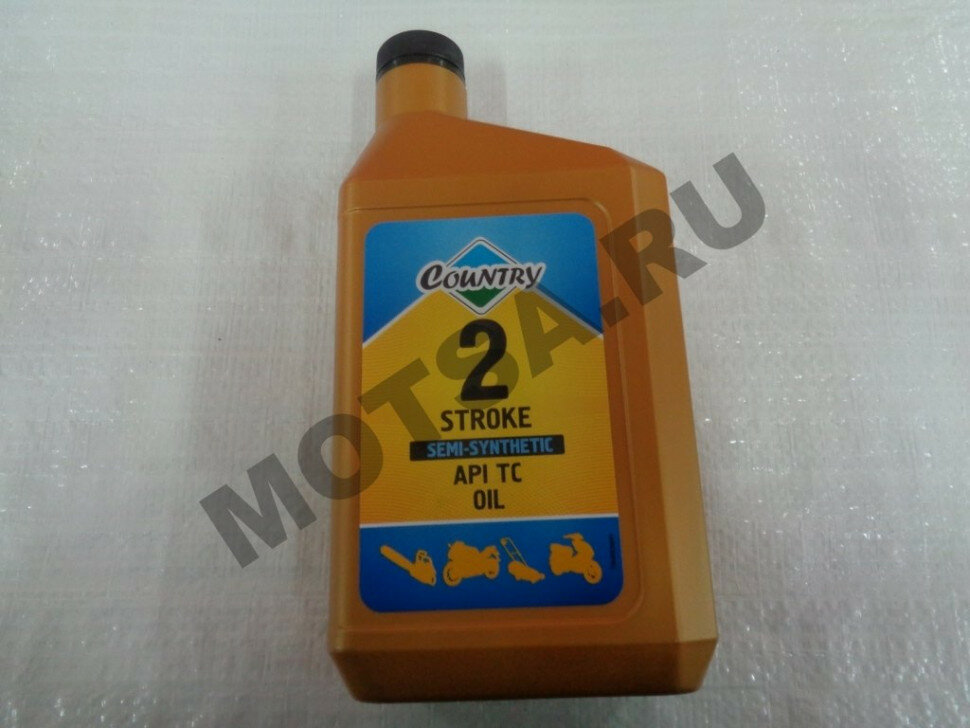 COUNTRY
2
STROKE
SEMI-SYNTHETIC
API TC
OIL
MOTSA.RU